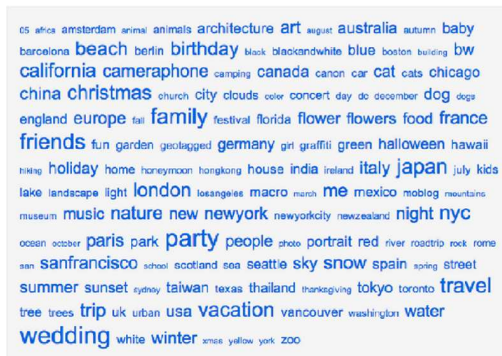 05 africa amsterdam animal animals architecture art august australia autumn baby
barcelona beach berlin birthday black blackandwhite blue boston building bw
california cameraphone camping canada canon car cat cats chicago
china christmas church city clouds color concert day dc december dog dogs
england europe fall family festival florida flower flowers food france
friends fun garden geotagged germany girl graffiti green halloween hawaii
hiking holiday home honeymoon hongkong house india ireland italy japan july kids
lake landscape light london losangeles macro march me mexico moblog mountains
museum music nature new newyork newyorkcity newzealand night nyc
ocean october paris park party people photo portrait red river roadtrip rock rome
san sanfrancisco school scotland sea seattle sky snow spain spring street
summer sunset sydney taiwan texas thailand thanksgiving tokyo toronto travel
tree trees trip uk urban usa vacation vancouver washington water
wedding white winter xmas yellow york zoo